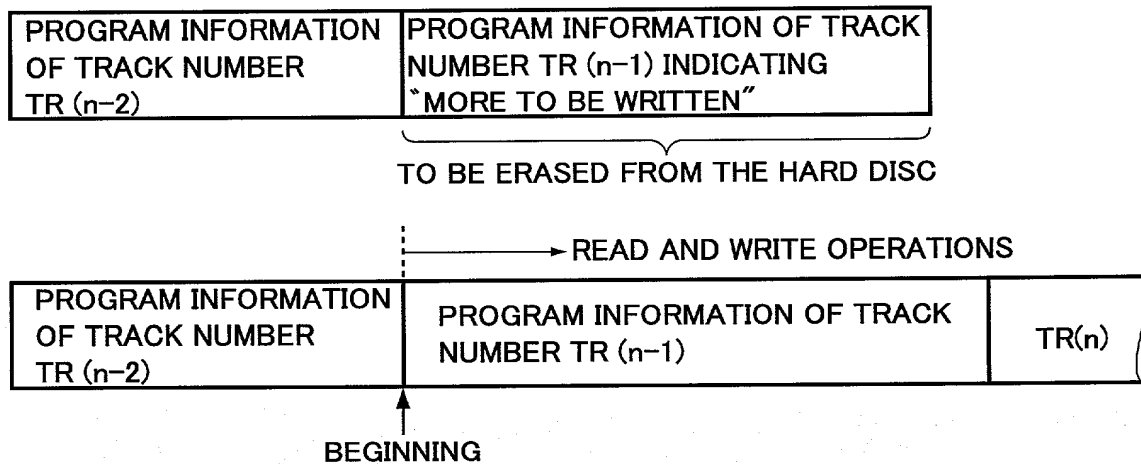 PROGRAM INFORMATION
OF TRACK NUMBER
TR (n-2)
PROGRAM INFORMATION OF TRACK
NUMBER TR (n-1) INDICATING
"MORE TO BE WRITTEN"
TO BE ERASED FROM THE HARD DISC
READ AND WRITE OPERATIONS
PROGRAM INFORMATION
OF TRACK NUMBER
TR (n-2)
PROGRAM INFORMATION OF TRACK
NUMBER TR (n-1)
TR(n)
BEGINNING